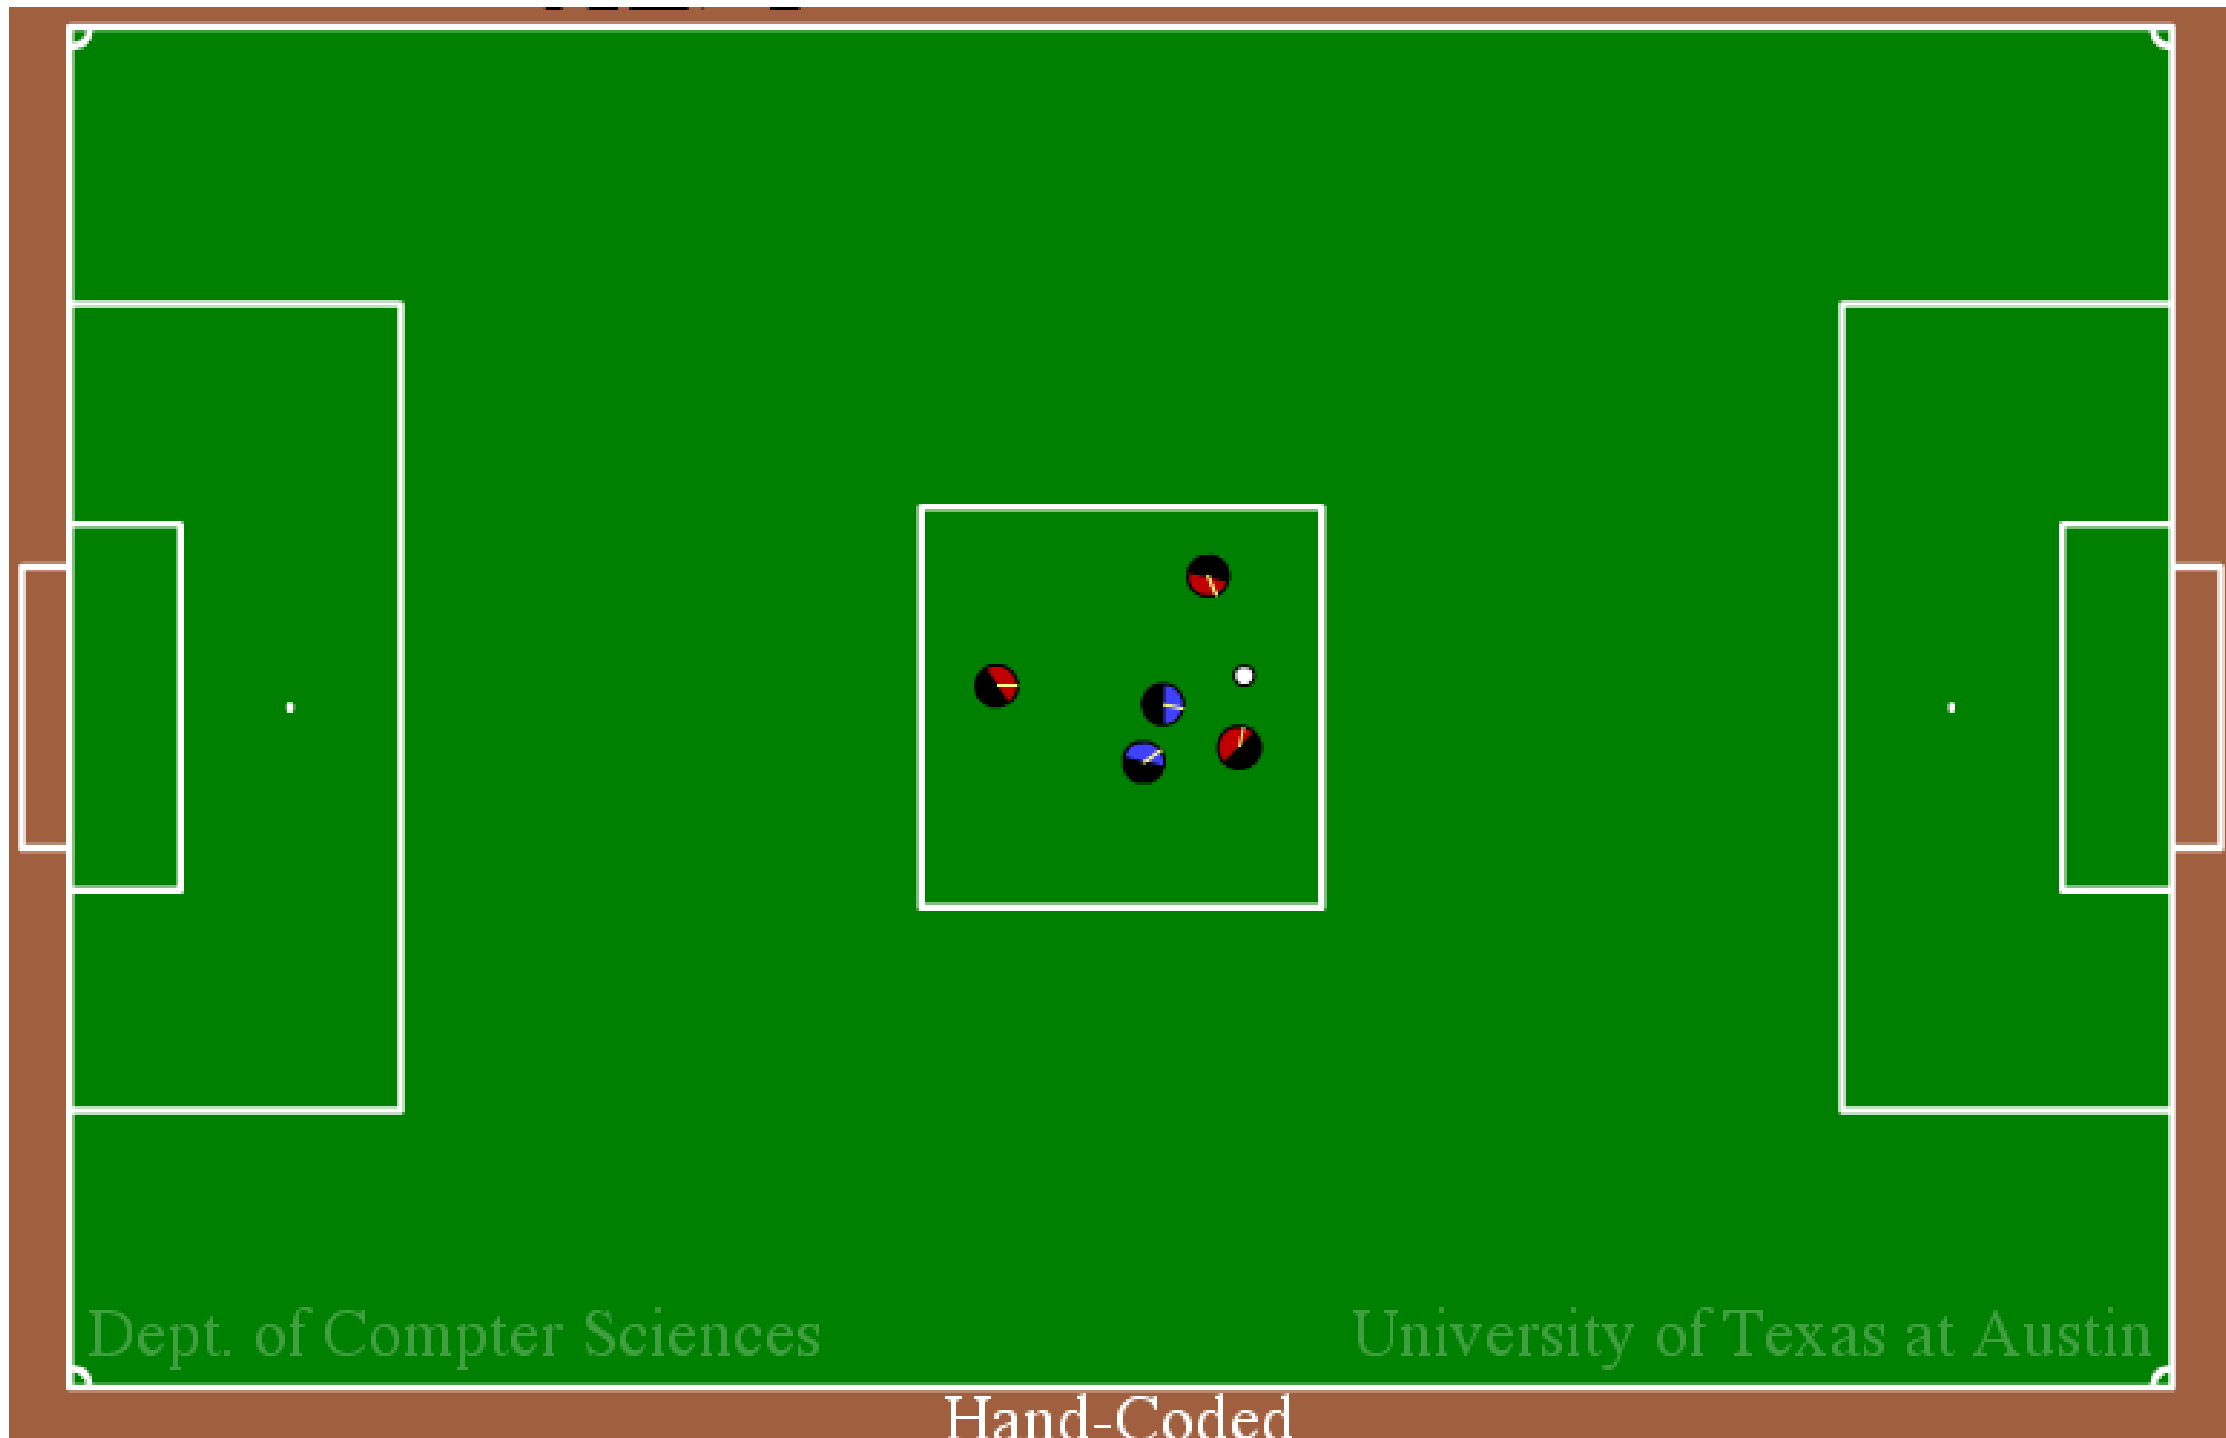 Dept. of Compter Sciences
University of Texas at Austin
Hand-Coded